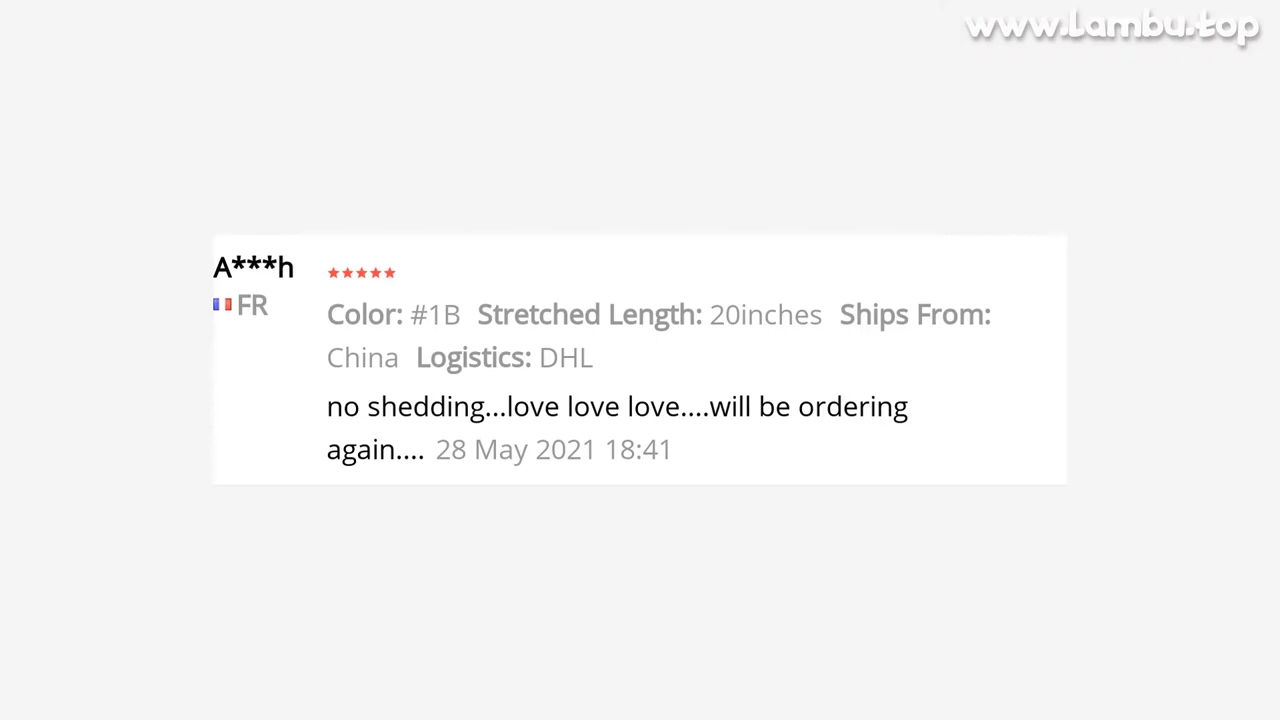 www.Lambu.top
A***h
FR
Color: #1B Stretched Length: 20inches Ships From:
China Logistics: DHL
no shedding...love love love....will be ordering
again.... 28 May 2021 18:41